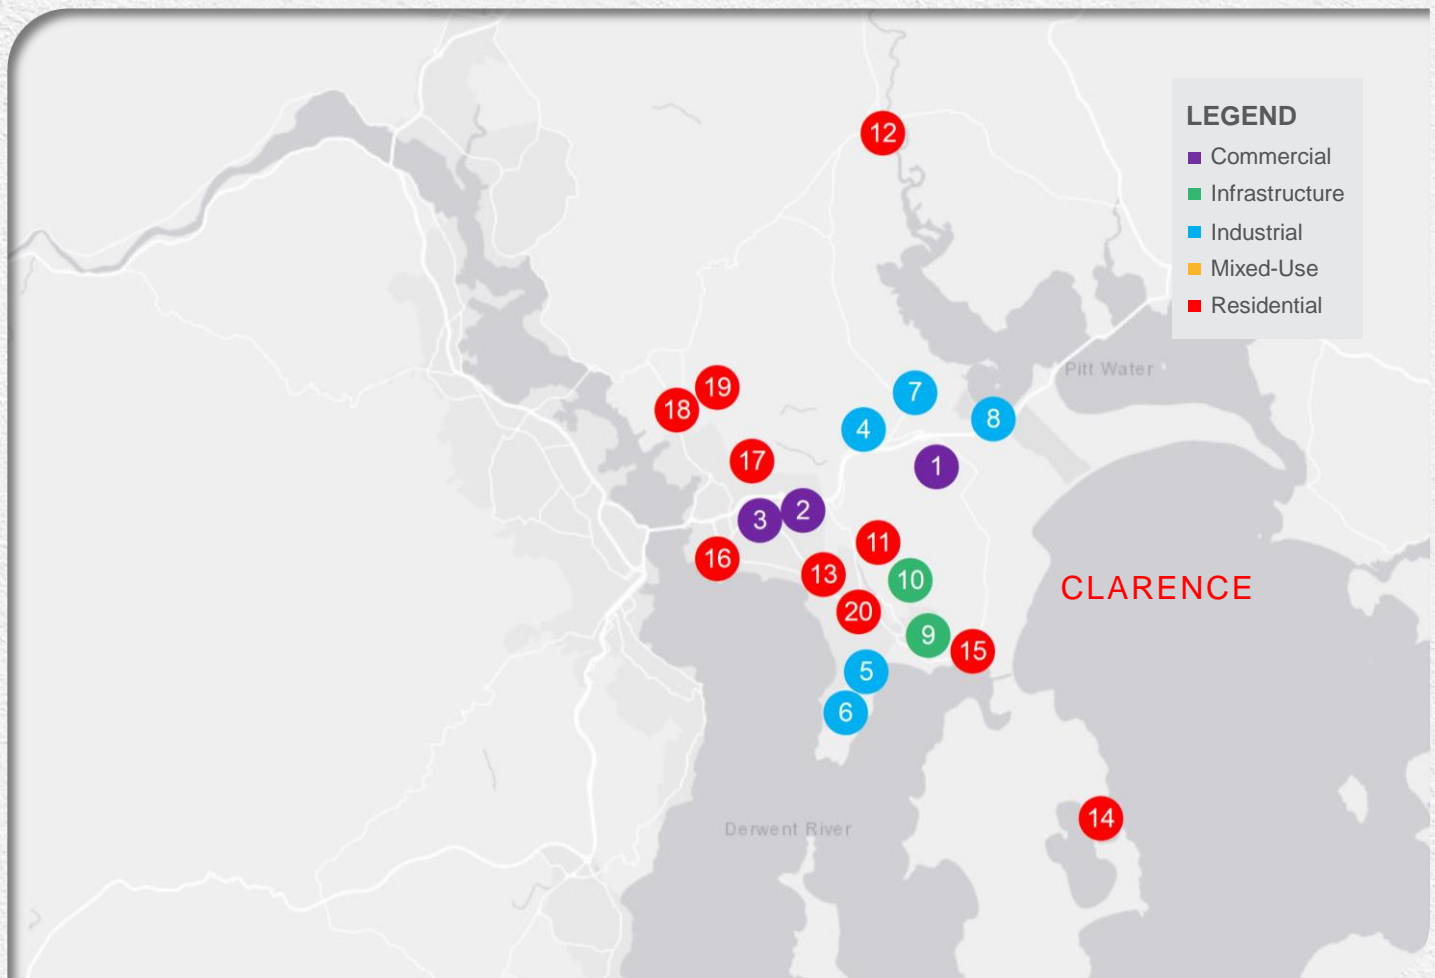 LEGEND
Commercial
Infrastructure
Industrial
Mixed-Use
Residential
12
Pitt Water
19
18
7
8
4
17
1
2
3
11
16
13
10
CLARENCE
20
9
15
5
6
14
Derwent River